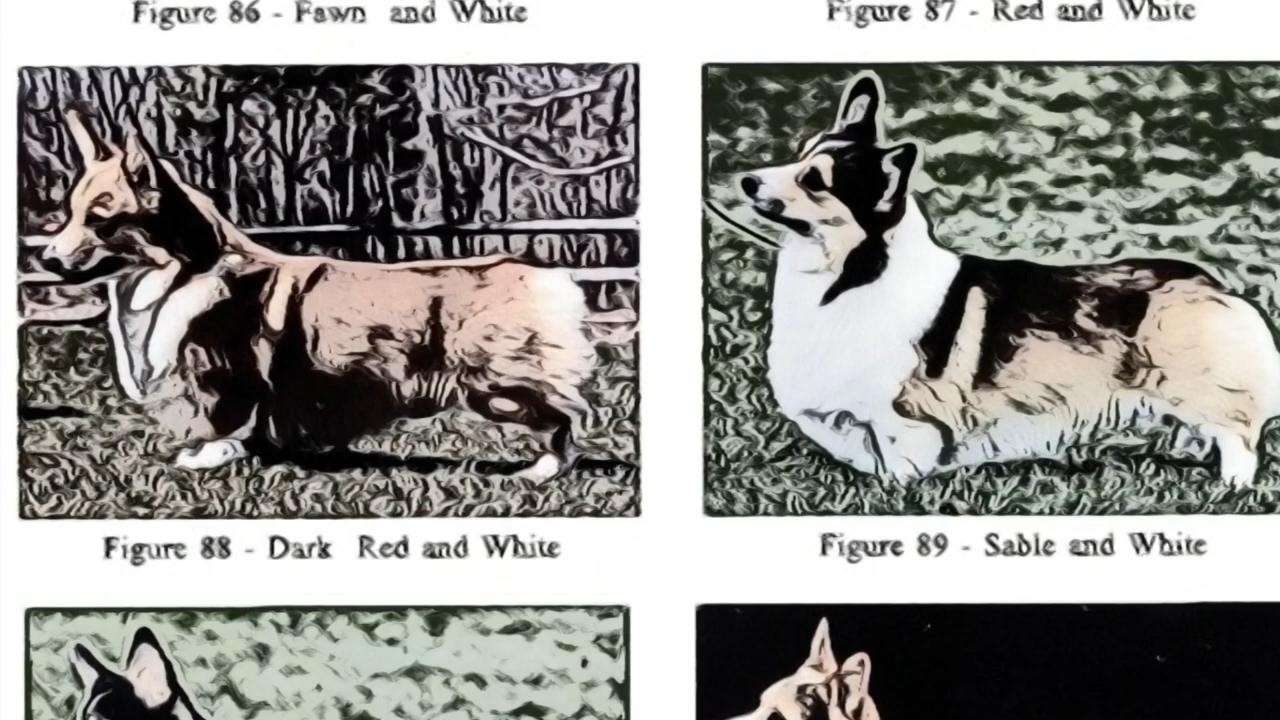 Figure 86 - Fawn and White
Figure 87 - Red and White
Figure 88 - Dark Red and White
Figure 89 - Sable and White